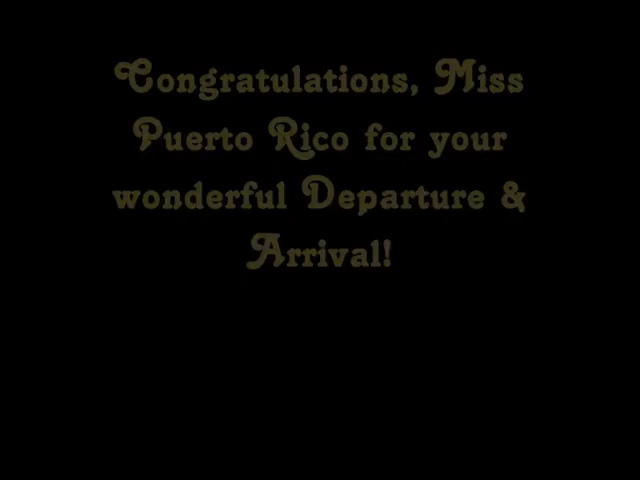 Congratulations, Miss
Puerto Rico for your
wonderful Departure &
Arrival!